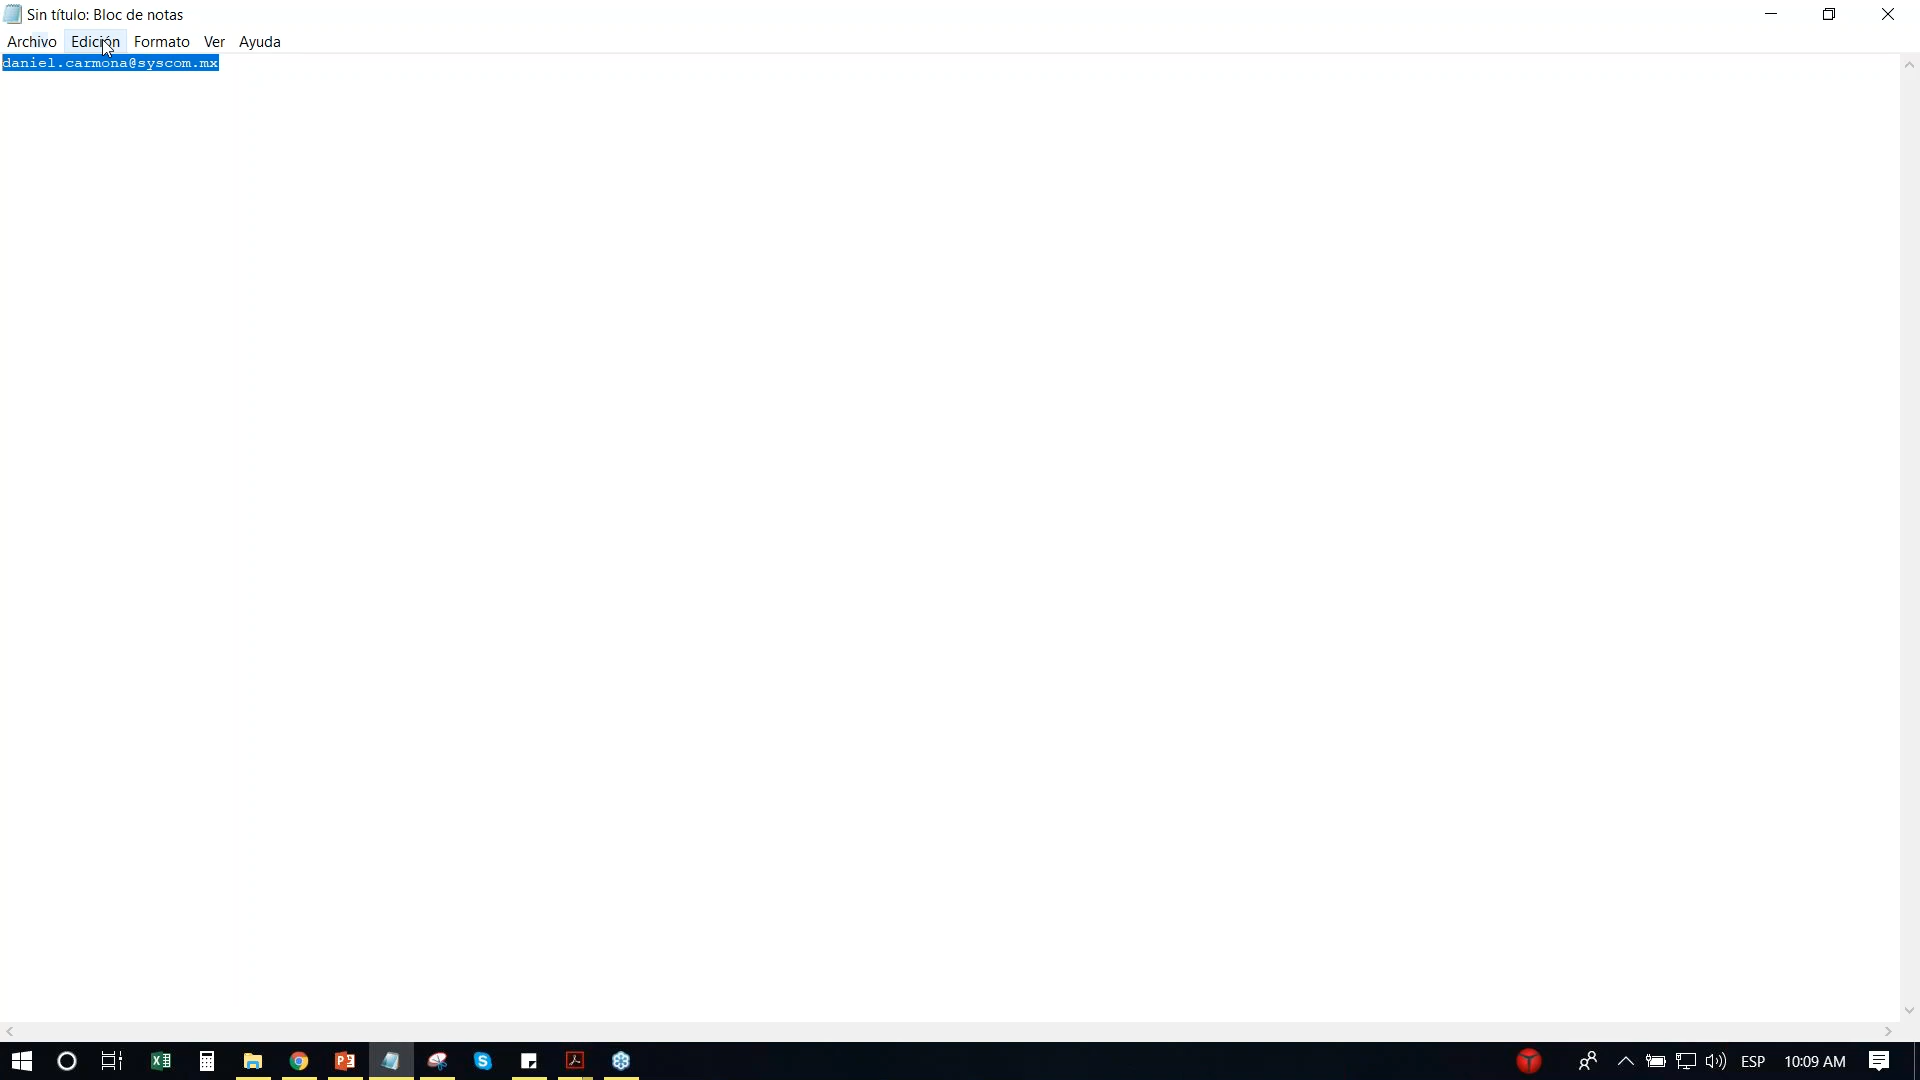 Sin título: Bloc de notas
Archivo Edición Formato Ver Ayuda
daniel.carmona@syscom.mx
ESP 10:09 AM